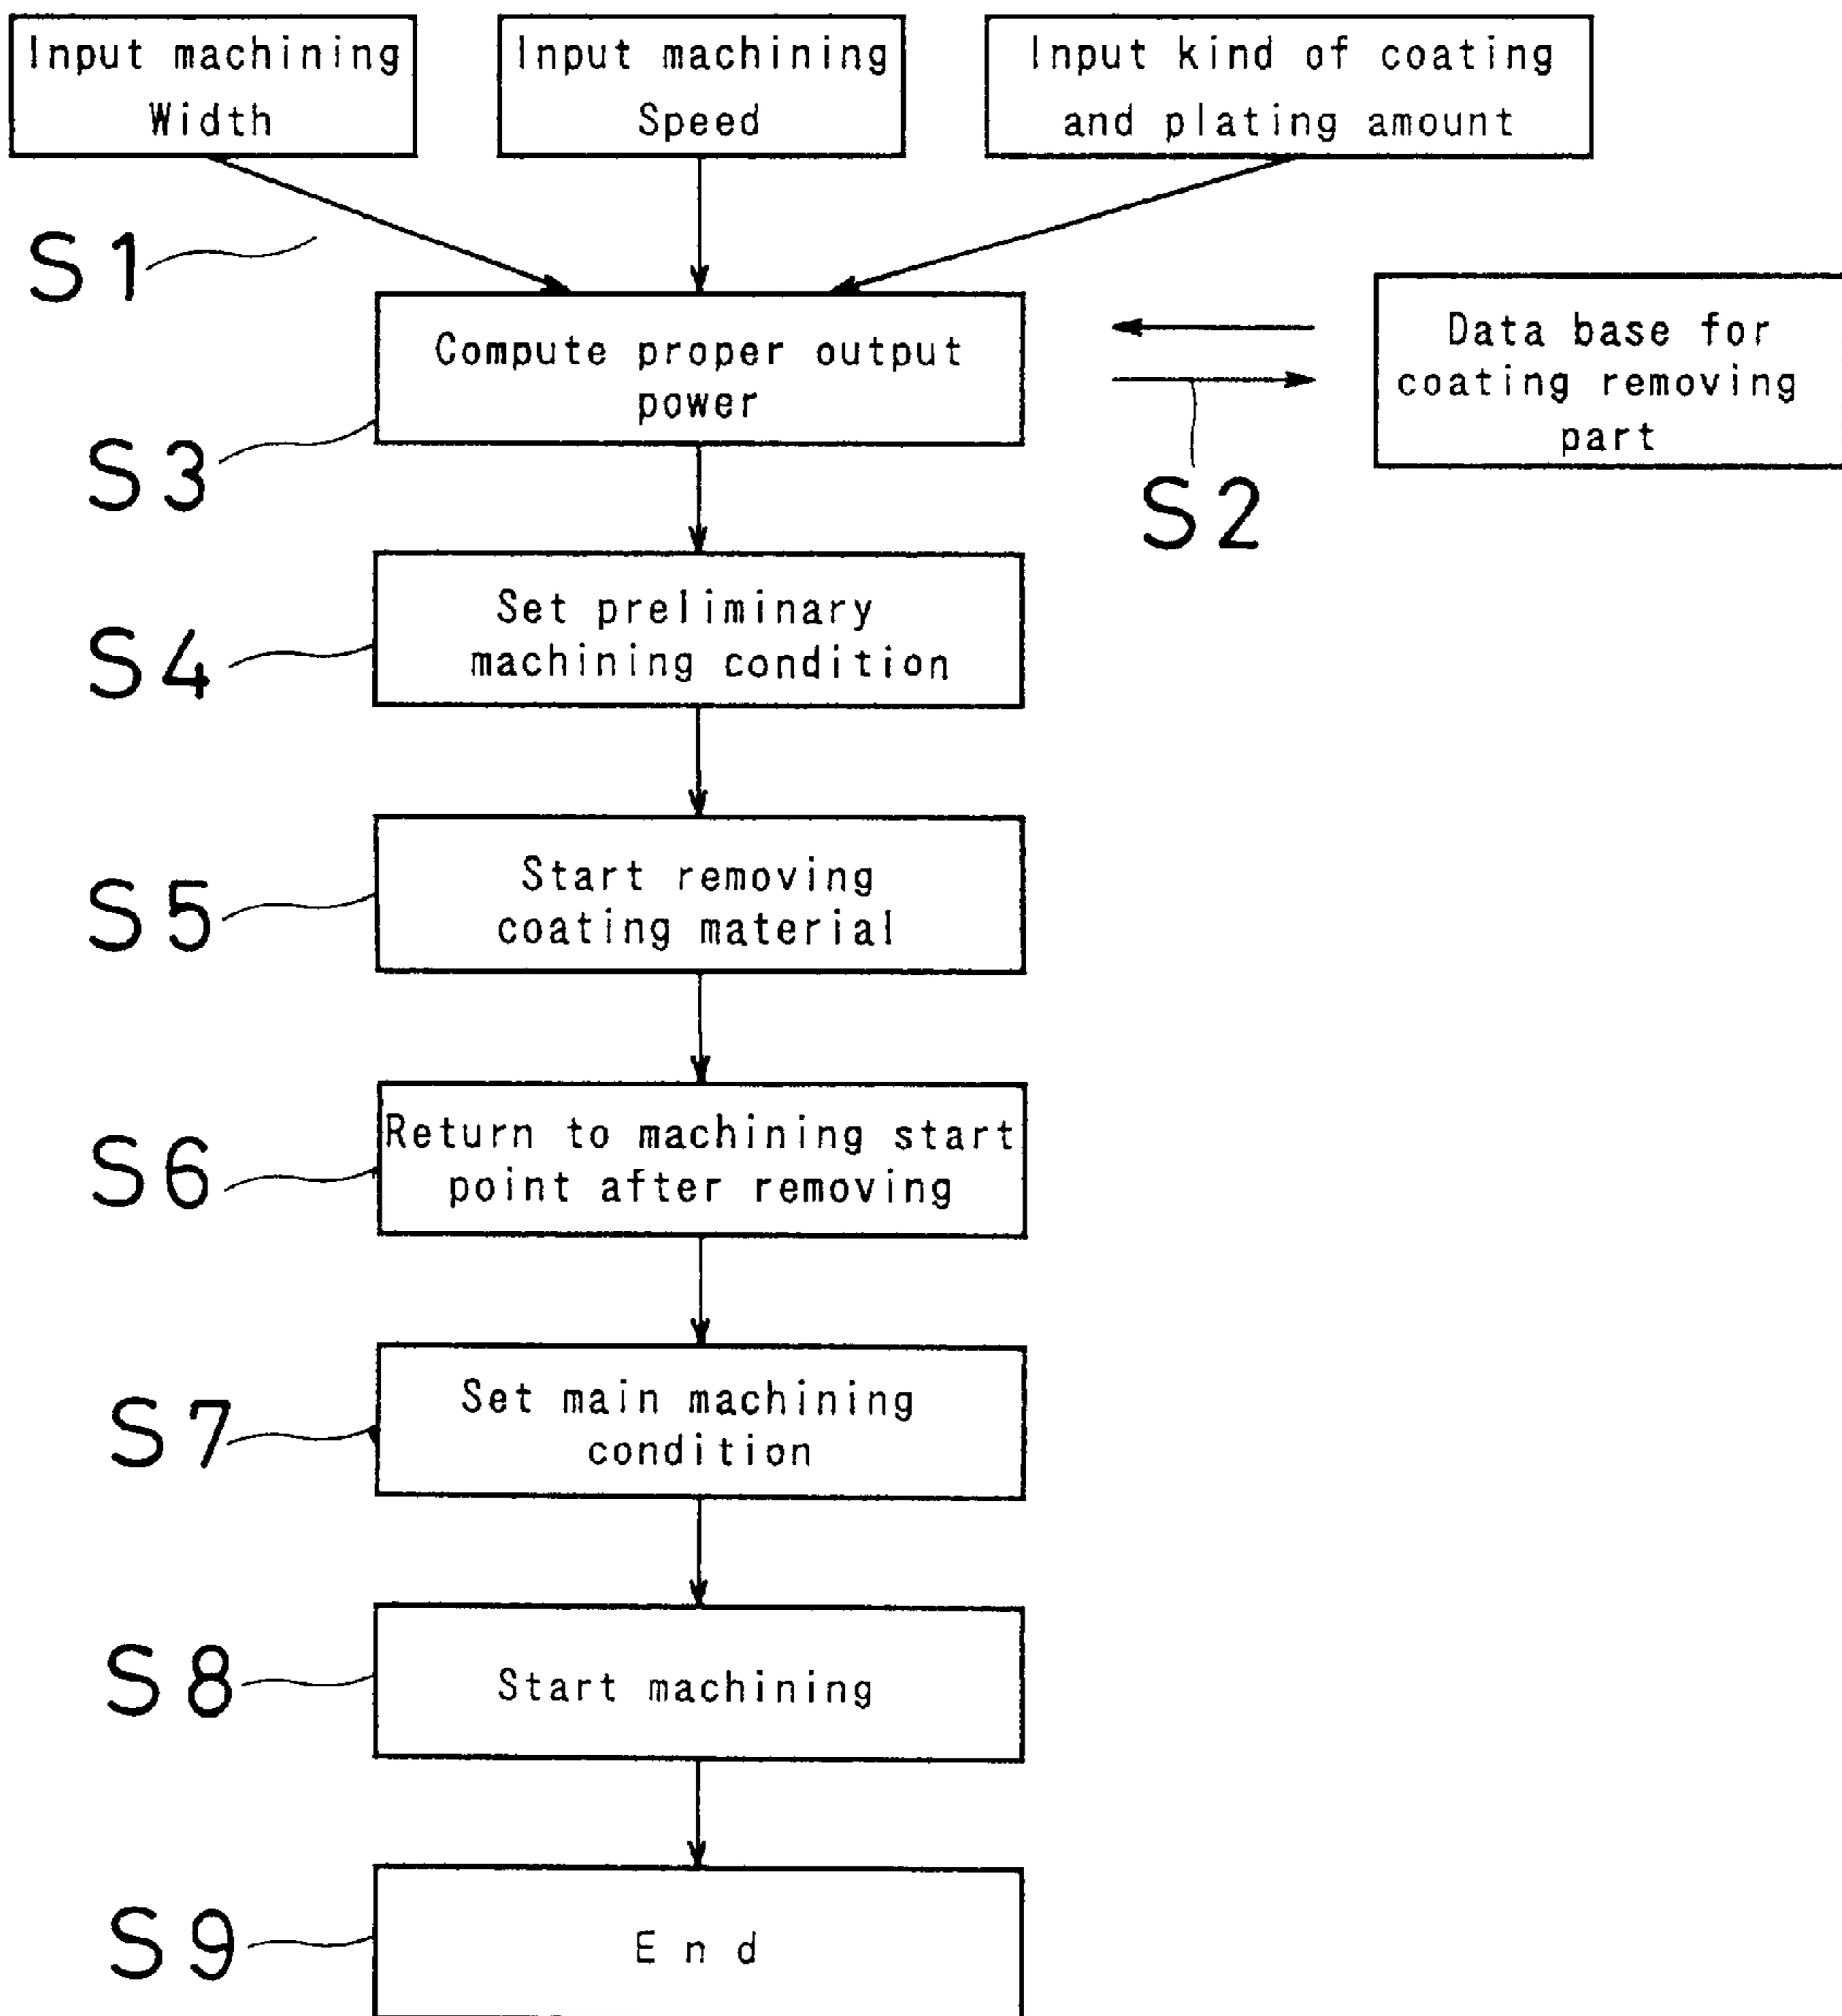 Input machining
Width
Input machining
Speed
Input kind of coating
and plating amount
S1
Compute proper output
power
Data base for
coating removing
part
S3
S2
Set preliminary
machining condition
S4
Start removing
coating material
S5
Return to machining start
point after removing
S6
Set main machining
condition
S7
Start machining
S8
End
S9